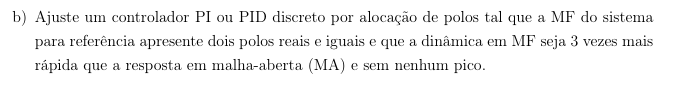 b) Ajuste um controlador PI ou PID discreto por alocação de polos tal que a MF do sistema
para referência apresente dois polos reais e iguais e que a dinâmica em MF seja 3 vezes mais
rápida que a resposta em malha-aberta (MA) e sem nenhum pico.